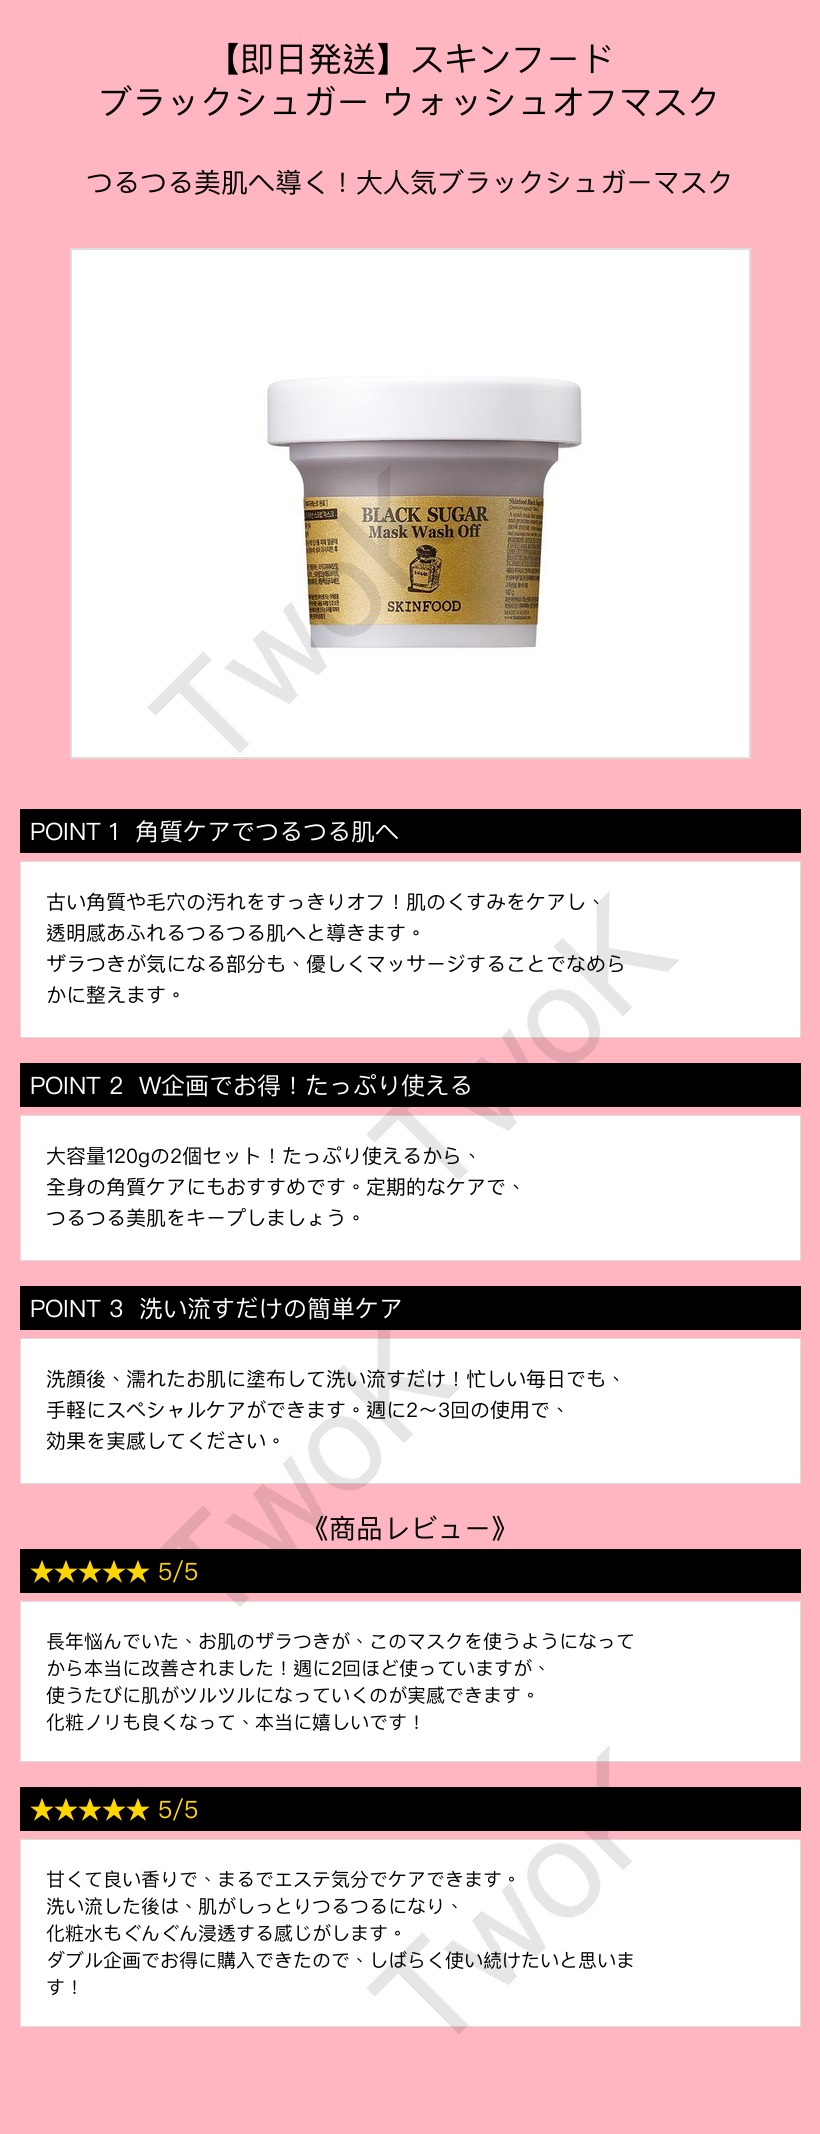 【即日発送】スキンフード
ブラックシュガー ウォッシュオフマスク
つるつる美肌へ導く！大人気ブラックシュガーマスク
BLACK SUGAR
Mask Wash Off
SKINFOOD
TwoK
POINT 1 角質ケアでつるつる肌へ
古い角質や毛穴の汚れをすっきりオフ！肌のくすみをケアし、
透明感あふれるつるつる肌へと導きます。
ザラつきが気になる部分も、優しくマッサージすることでなめら
かに整えます。
TwoK
POINT 2 W企画でお得！たっぷり使える
大容量120gの2個セット！たっぷり使えるから、
全身の角質ケアにもおすすめです。定期的なケアで、
つるつる美肌をキープしましょう。
POINT 3 洗い流すだけの簡単ケア
洗顔後、濡れたお肌に塗布して洗い流すだけ！忙しい毎日でも、
手軽にスペシャルケアができます。週に2〜3回の使用で、
効果を実感してください。
TwoK
《商品レビュー》
★★★★★ 5/5
長年悩んでいた、お肌のザラつきが、このマスクを使うようになって
から本当に改善されました！週に2回ほど使っていますが、
使うたびに肌がツルツルになっていくのが実感できます。
化粧ノリも良くなって、本当に嬉しいです！
★★★★★ 5/5
甘くて良い香りで、まるでエステ気分でケアできます。
洗い流した後は、肌がしっとりつるつるになり、
化粧水もぐんぐん浸透する感じがします。
ダブル企画でお得に購入できたので、しばらく使い続けたいと思いま
す！
TwoK